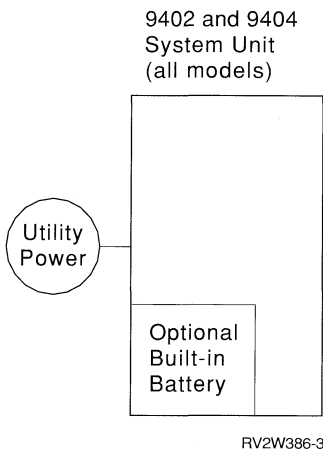 9402 and 9404
System Unit
(all models)
Utility
Power
Optional
Built-in
Battery
RV2W386-3